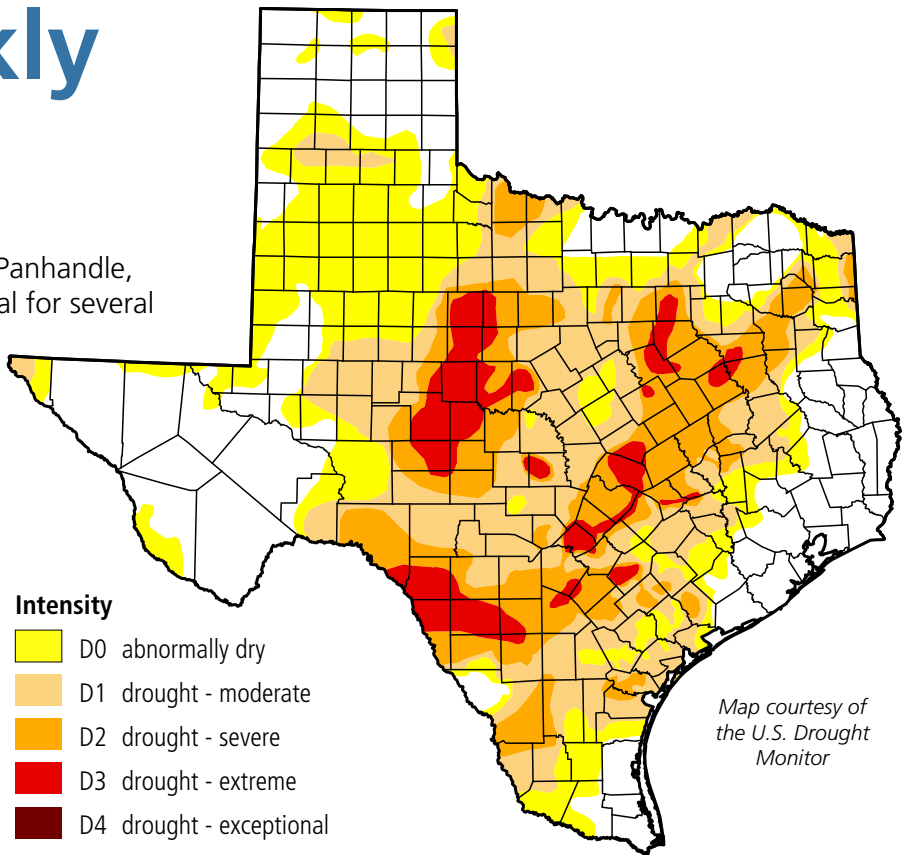 kly
Panhandle,
al for several
Intensity
D0 abnormally dry
D1 drought - moderate
D2 drought - severe
D3 drought - extreme
D4 drought - exceptional
Map courtesy of
the U.S. Drought
Monitor